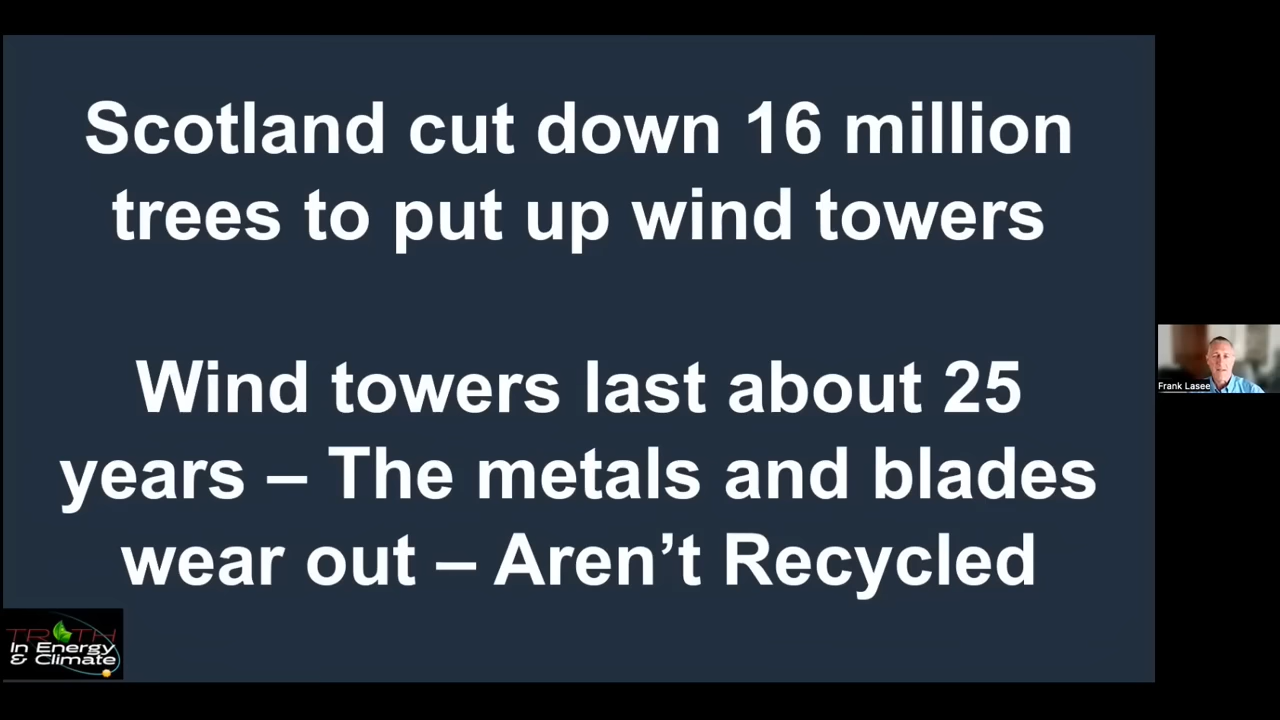 Scotland cut down 16 million
trees to put up wind towers
Wind towers last about 25
years – The metals and blades
wear out – Aren’t Recycled
Frank Lasee
TRUTH
In Energy
& Climate